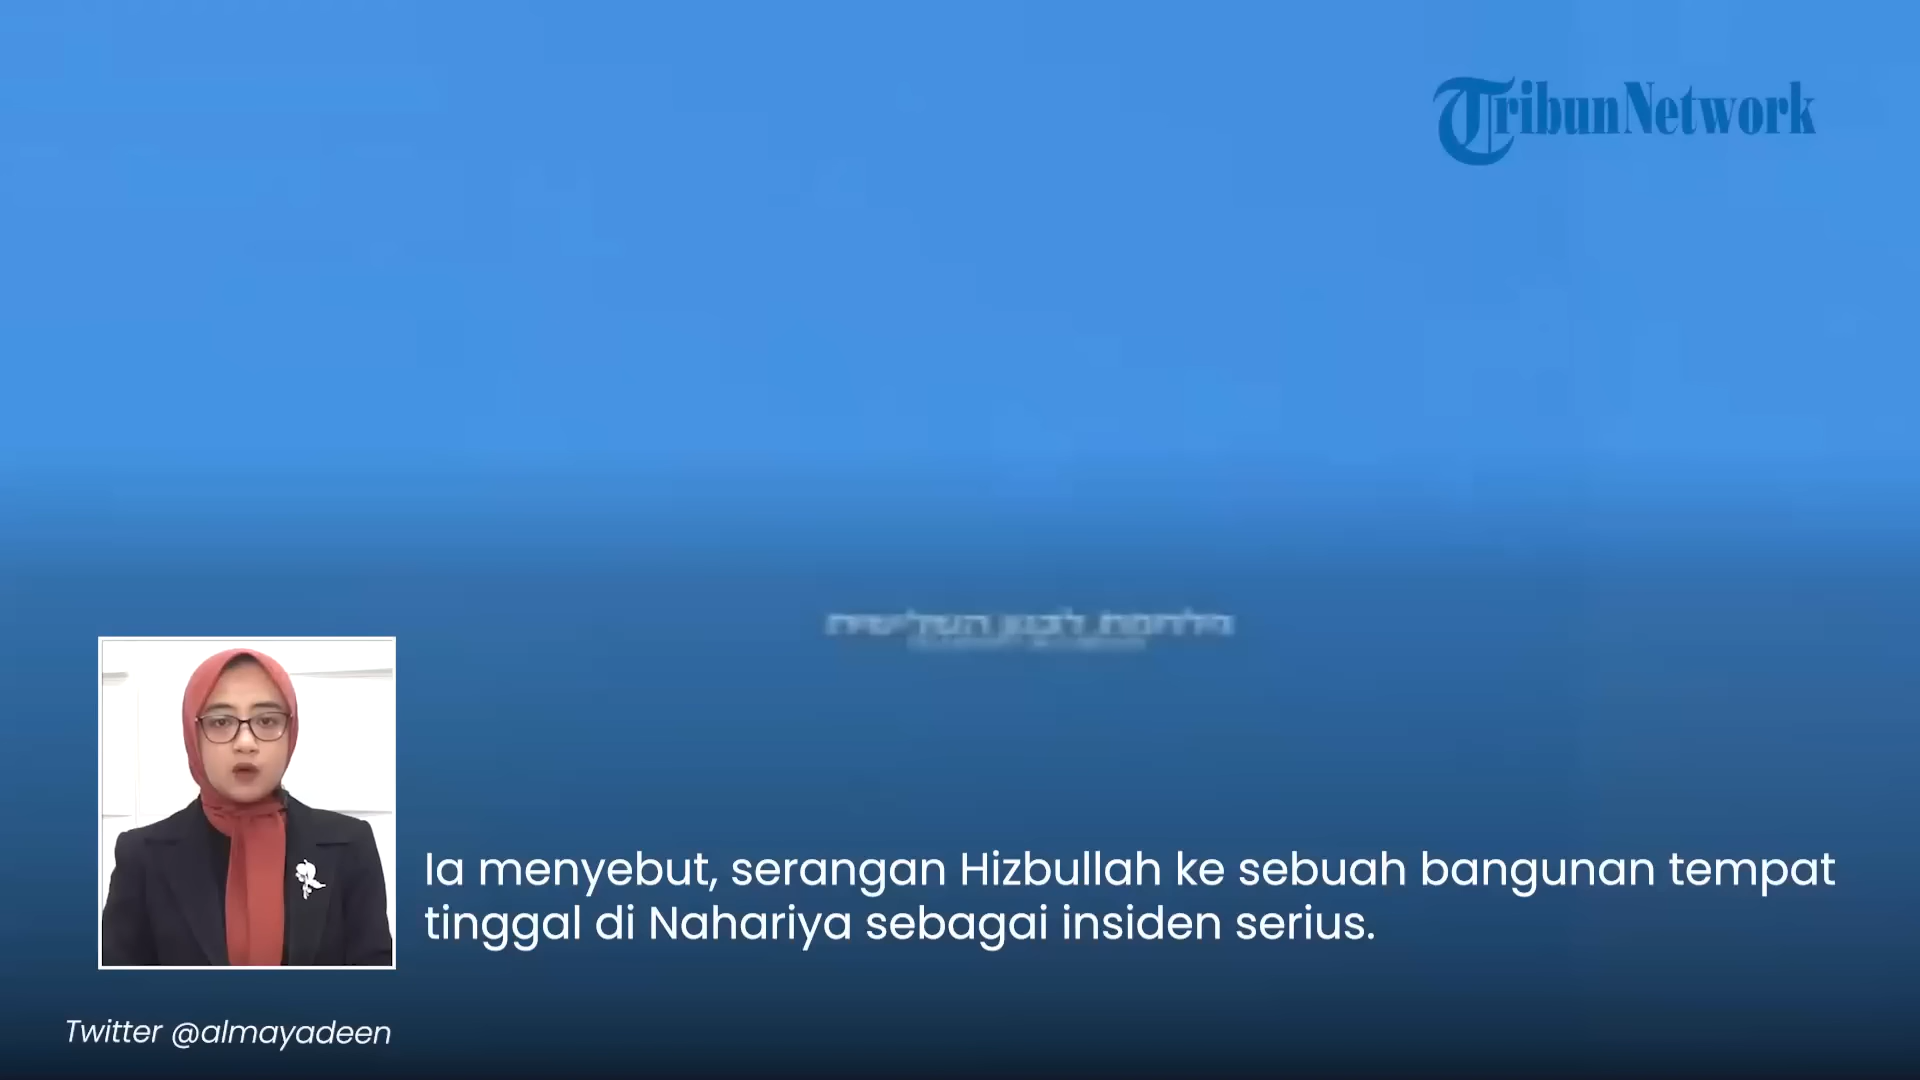 TribunNetwork
Ia menyebut, serangan Hizbullah ke sebuah bangunan tempat
tinggal di Nahariya sebagai insiden serius.
Twitter @almayadeen